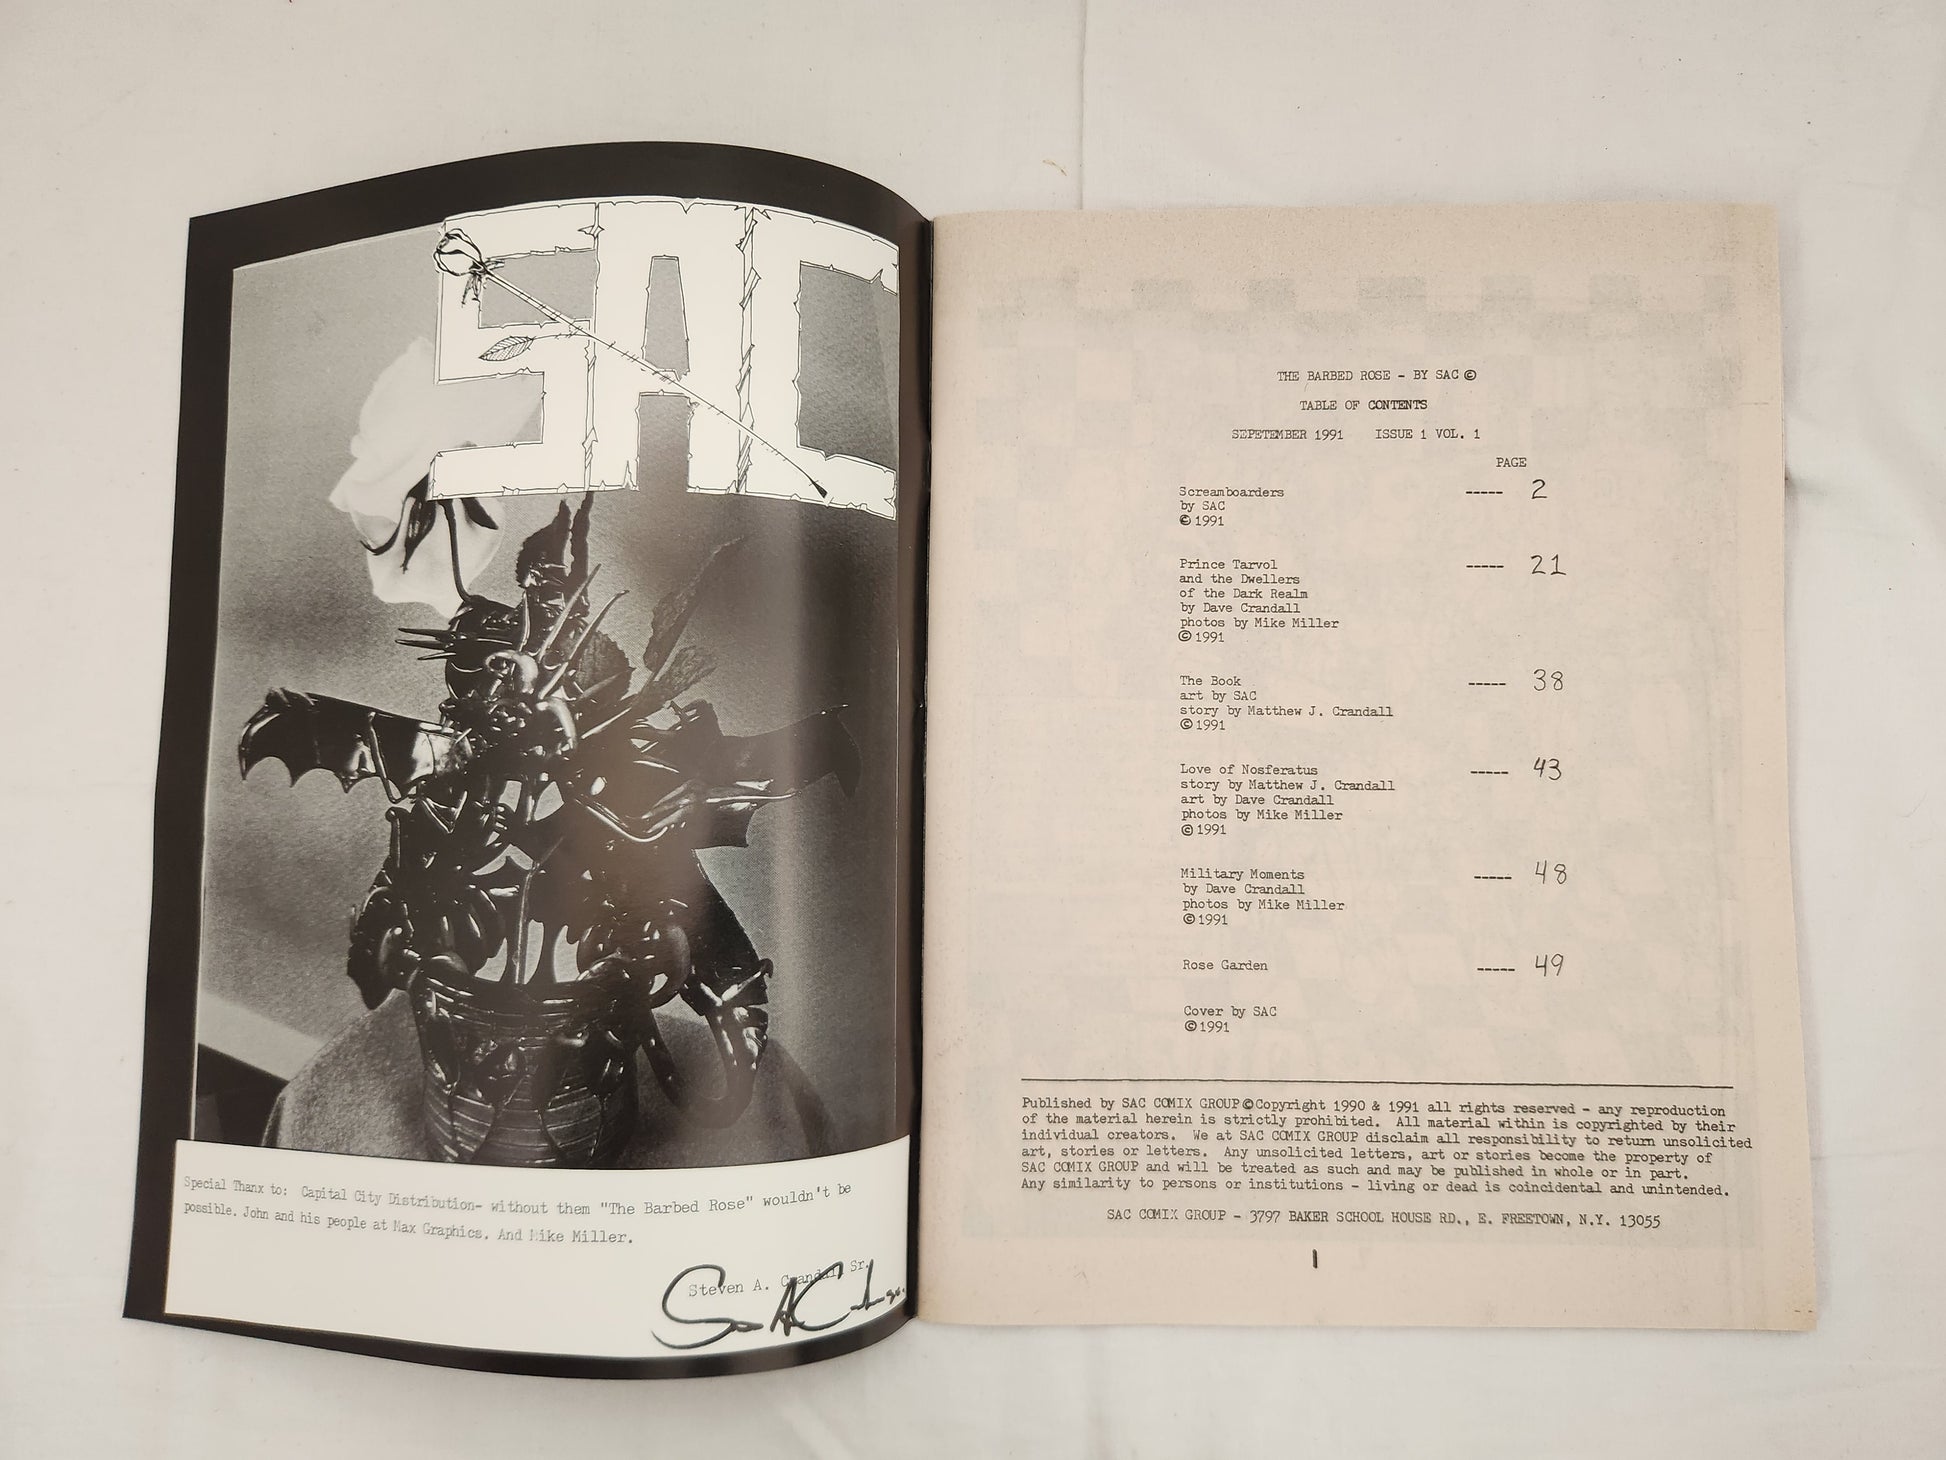 SAC
Special Thanx to: Capital City Distribution- without them "The Barbed Rose" wouldn't be
possible. John and his people at Max Graphics. And Mike Miller.
Steven A. Crandall Sr.
THE BARBED ROSE - BY SAC ©
TABLE OF CONTENTS
SEPETEMBER 1991 ISSUE 1 VOL. 1
PAGE
Screamboarders ----- 2
by SAC
© 1991
Prince Tarvol ----- 21
and the Dwellers
of the Dark Realm
by Dave Crandall
photos by Mike Miller
© 1991
The Book ----- 38
art by SAC
story by Matthew J. Crandall
© 1991
Love of Nosferatus ----- 43
story by Matthew J. Crandall
art by Dave Crandall
photos by Mike Miller
© 1991
Military Moments ----- 48
by Dave Crandall
photos by Mike Miller
© 1991
Rose Garden ----- 49
Cover by SAC
© 1991
Published by SAC COMIX GROUP © Copyright 1990 & 1991 all rights reserved - any reproduction
of the material herein is strictly prohibited. All material within is copyrighted by their
individual creators. We at SAC COMIX GROUP disclaim all responsibility to return unsolicited
art, stories or letters. Any unsolicited letters, art or stories become the property of
SAC COMIX GROUP and will be treated as such and may be published in whole or in part.
Any similarity to persons or institutions - living or dead is coincidental and unintended.
SAC COMIX GROUP - 3797 BAKER SCHOOL HOUSE RD., E. FREETOWN, N.Y. 13055
1